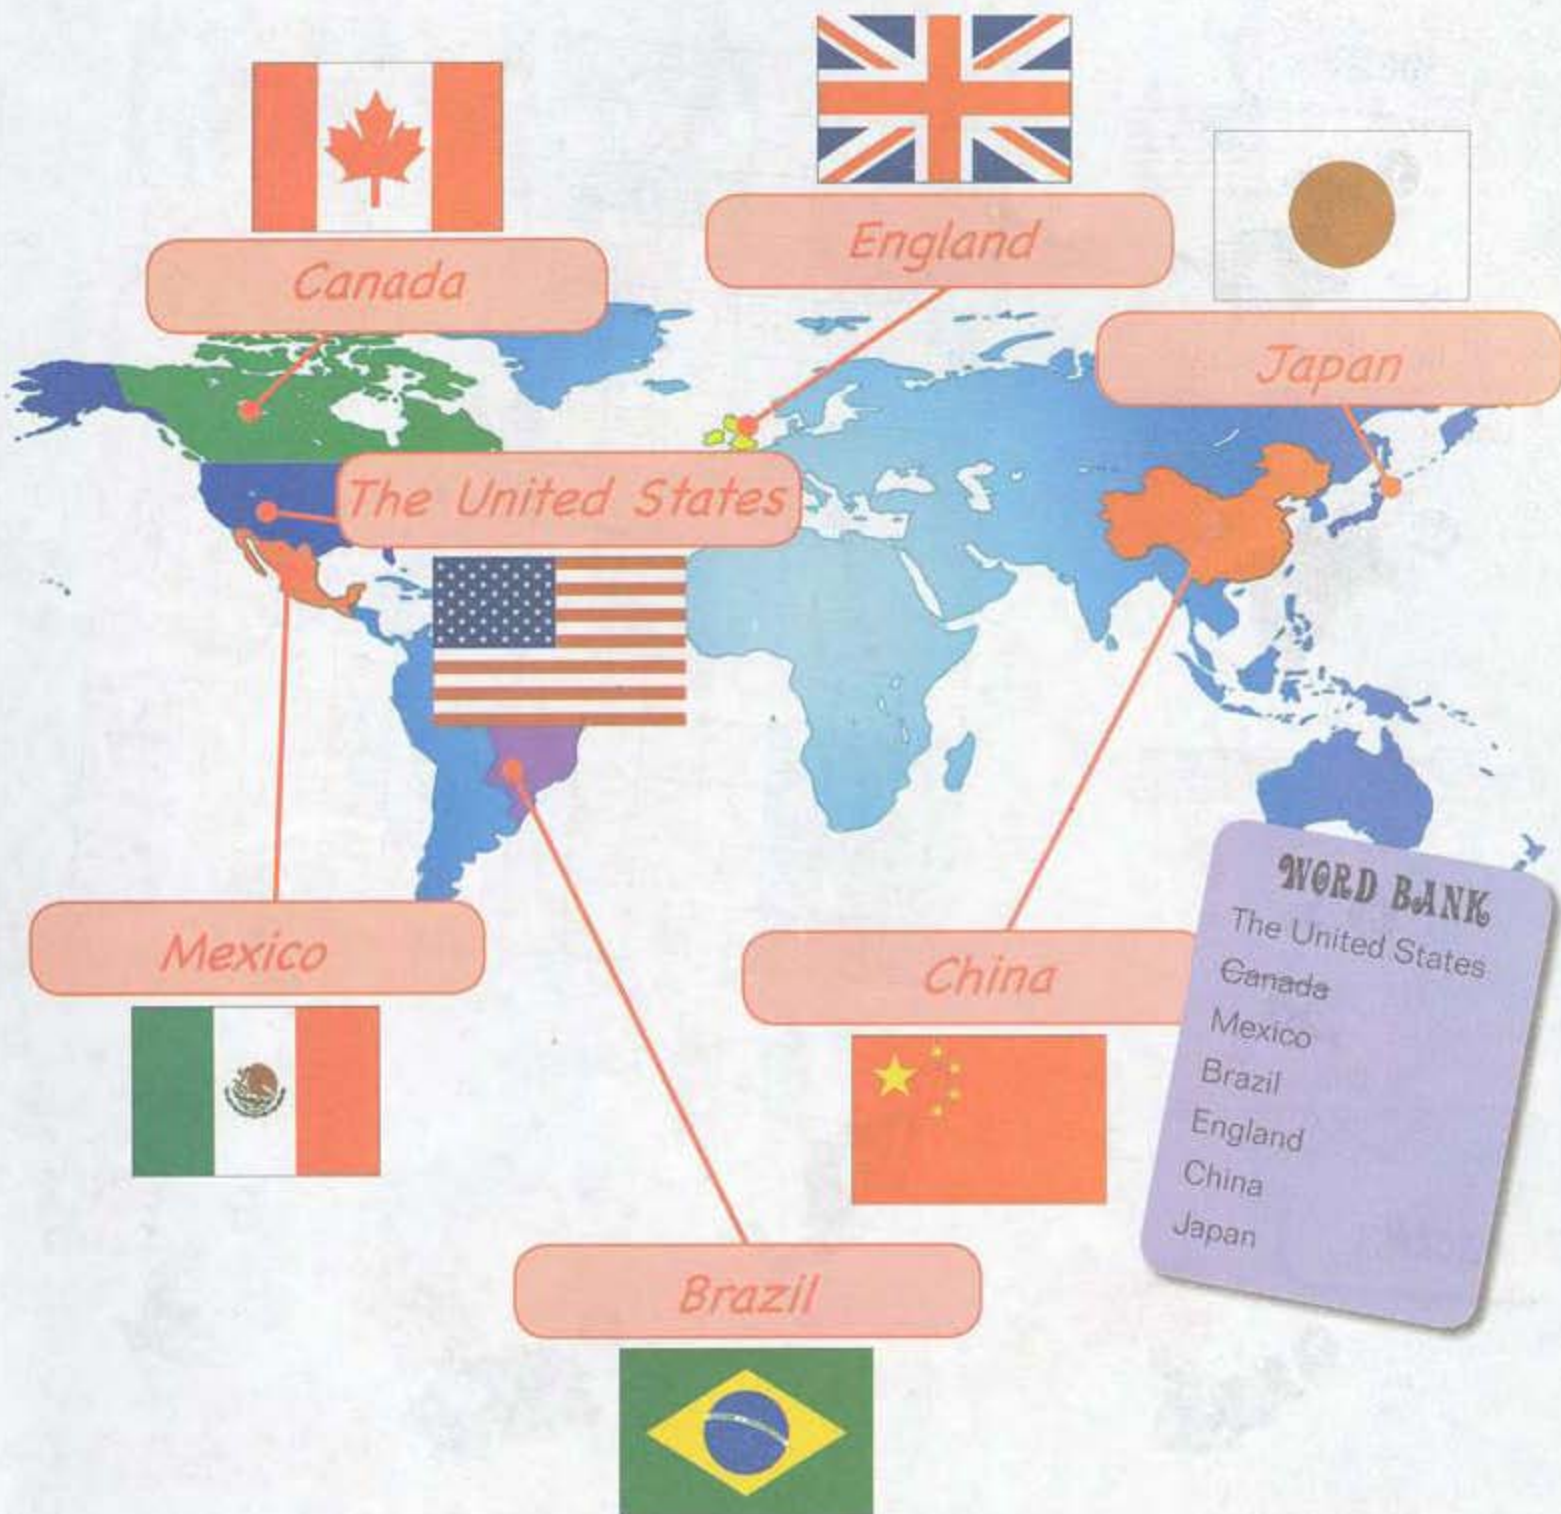 England
Canada
Japan
The United States
Mexico
China
Brazil
WORD BANK
The United States
Canada
Mexico
Brazil
England
China
Japan